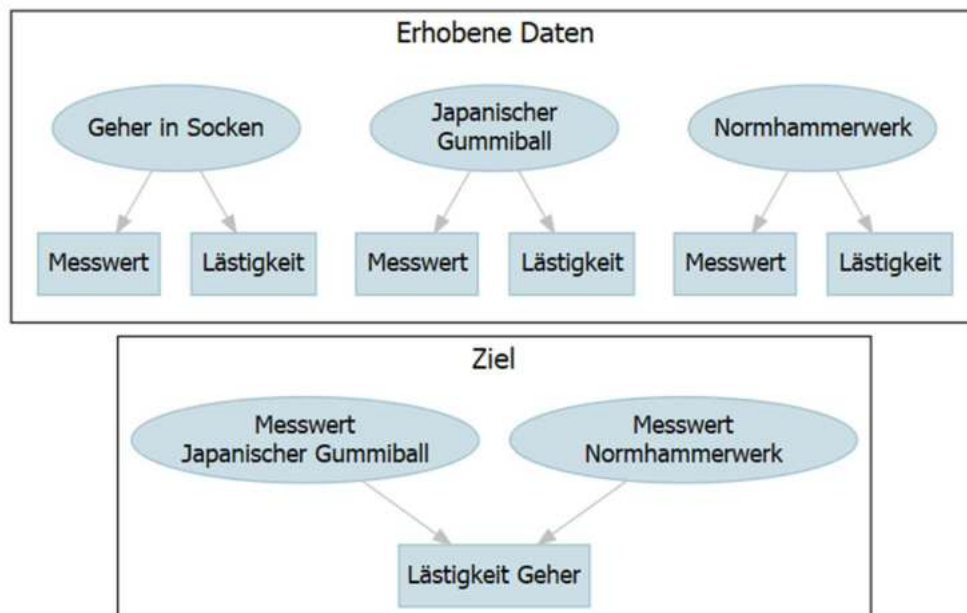 Erhobene Daten
Geher in Socken
Japanischer
Gummiball
Normhammerwerk
Messwert
Lästigkeit
Messwert
Lästigkeit
Messwert
Lästigkeit
Ziel
Messwert
Japanischer Gummiball
Messwert
Normhammerwerk
Lästigkeit Geher